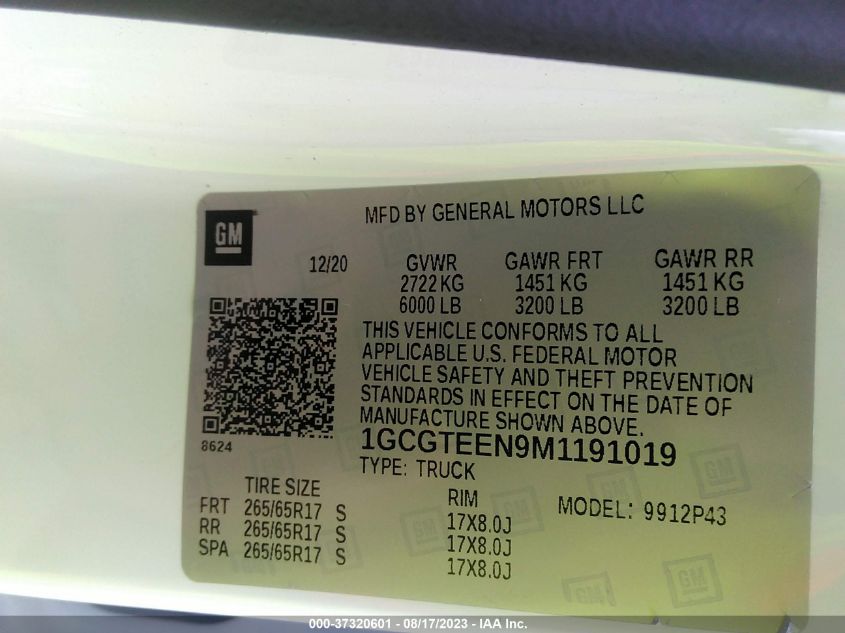 MFD BY GENERAL MOTORS LLC
GM
12/20 GVWR GAWR FRT GAWR RR
2722 KG 1451 KG 1451 KG
6000 LB 3200 LB 3200 LB
THIS VEHICLE CONFORMS TO ALL
APPLICABLE U.S. FEDERAL MOTOR
VEHICLE SAFETY AND THEFT PREVENTION
STANDARDS IN EFFECT ON THE DATE OF
MANUFACTURE SHOWN ABOVE.
8624
1GCGTEEN9M1191019
TYPE: TRUCK
TIRE SIZE RIM MODEL: 9912P43
FRT 265/65R17 S 17X8.0J
RR 265/65R17 S 17X8.0J
SPA 265/65R17 S 17X8.0J
000-37320601 - 08/17/2023 - IAA Inc.